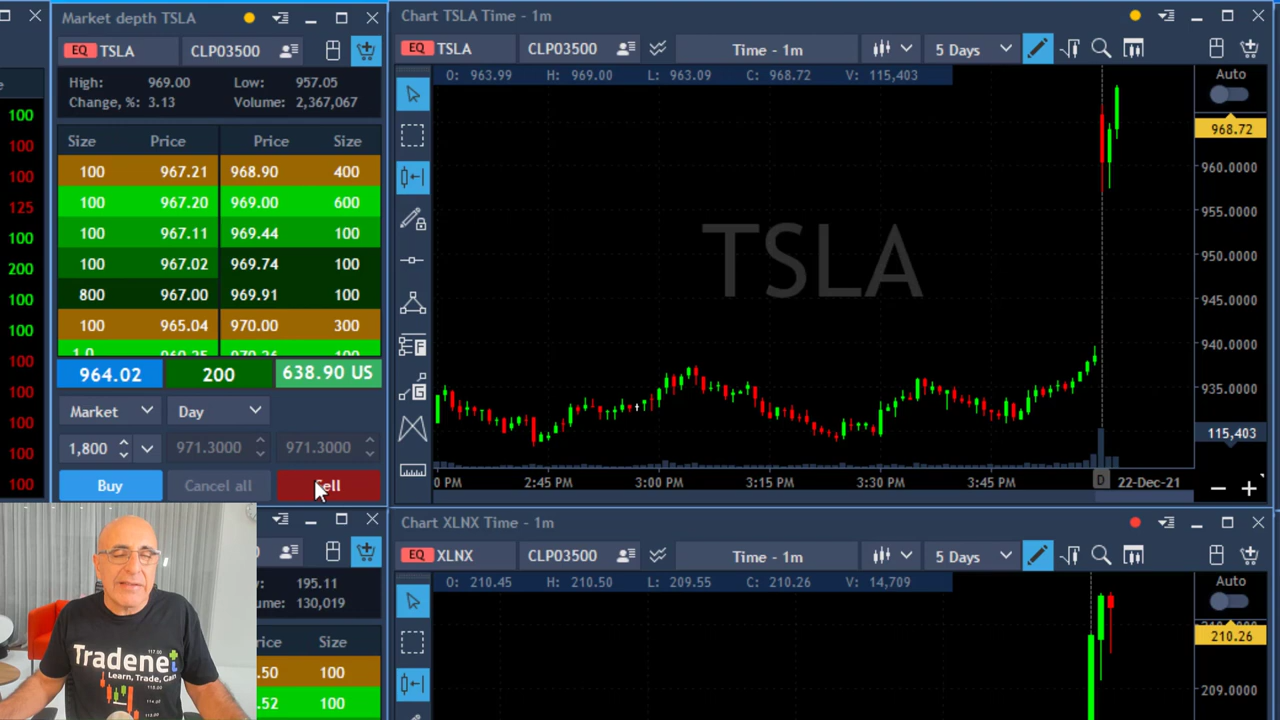 Market depth TSLA
EQ TSLA CLP03500
High: 969.00 Low: 957.05
Change, %: 3.13 Volume: 2,367,067
Size Price Price Size
100 967.21 968.90 400
100 967.20 969.00 600
100 967.11 969.44 100
100 967.02 969.74 100
800 967.00 969.91 100
100 965.04 970.00 300
964.02 200 638.90 US
Market Day
1,800 971.3000 971.3000
Buy Cancel all Sell
100
100
100
125
100
200
100
100
100
100
100
100
100
Chart TSLA Time - 1m
EQ TSLA CLP03500 Time - 1m 5 Days
O: 963.99 H: 969.00 L: 963.09 C: 968.72 V: 115,403
Auto
968.72
960.0000
955.0000
950.0000
945.0000
940.0000
935.0000
115,403
TSLA
F
G
0 PM 2:45 PM 3:00 PM 3:15 PM 3:30 PM 3:45 PM D 22-Dec-21
195.11
130,019
rice Size
.50 100
.52 100
Chart XLNX Time - 1m
EQ XLNX CLP03500 Time - 1m 5 Days
O: 210.45 H: 210.50 L: 209.55 C: 210.26 V: 14,709
Auto
210.26
209.0000
Tradenet
Learn, Trade, Gain